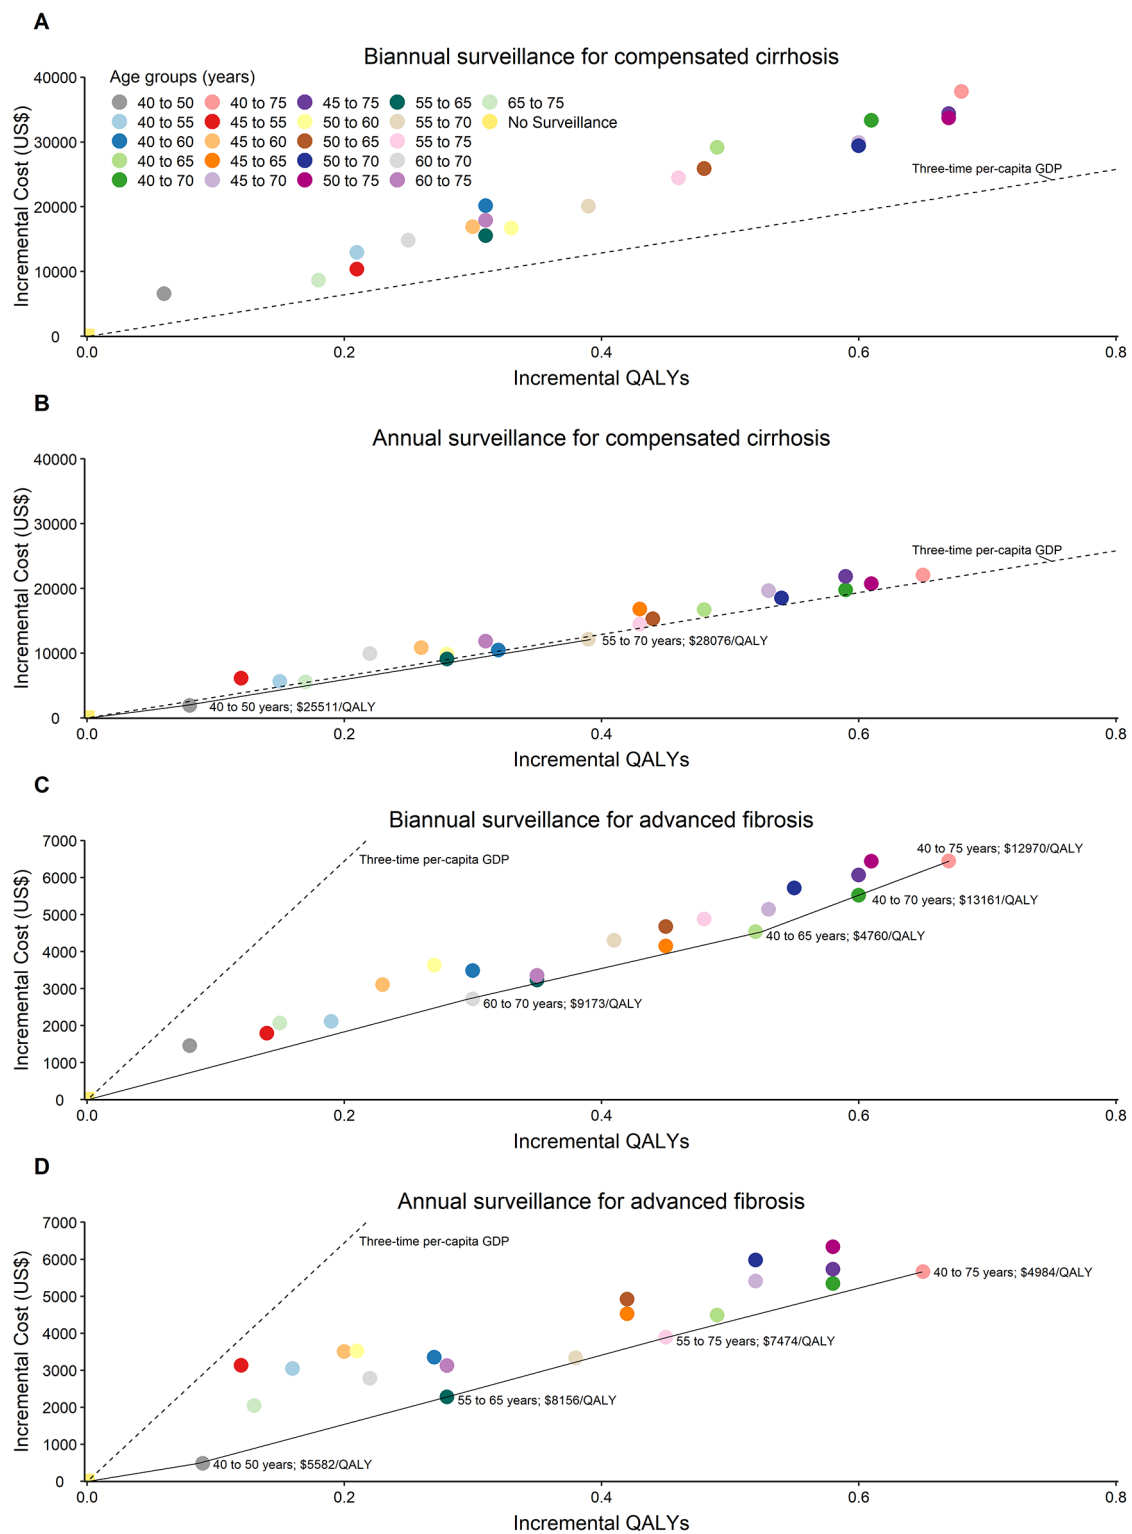 A
Biannual surveillance for compensated cirrhosis
Age groups (years)
40 to 50 40 to 75 45 to 75 55 to 65 65 to 75
40 to 55 45 to 55 50 to 60 55 to 70 No Surveillance
40 to 60 45 to 60 50 to 65 55 to 75
40 to 65 45 to 65 50 to 70 60 to 70
40 to 70 45 to 70 50 to 75 60 to 75
Incremental Cost (US$)
40000
30000
20000
10000
0
Three-time per-capita GDP
0.0 0.2 0.4 0.6 0.8
Incremental QALYs
B
Annual surveillance for compensated cirrhosis
Incremental Cost (US$)
40000
30000
20000
10000
0
Three-time per-capita GDP
55 to 70 years; $28076/QALY
40 to 50 years; $25511/QALY
0.0 0.2 0.4 0.6 0.8
Incremental QALYs
C
Biannual surveillance for advanced fibrosis
Incremental Cost (US$)
7000
6000
5000
4000
3000
2000
1000
0
Three-time per-capita GDP
40 to 75 years; $12970/QALY
40 to 70 years; $13161/QALY
40 to 65 years; $4760/QALY
60 to 70 years; $9173/QALY
0.0 0.2 0.4 0.6 0.8
Incremental QALYs
D
Annual surveillance for advanced fibrosis
Incremental Cost (US$)
7000
6000
5000
4000
3000
2000
1000
0
Three-time per-capita GDP
40 to 75 years; $4984/QALY
55 to 75 years; $7474/QALY
55 to 65 years; $8156/QALY
40 to 50 years; $5582/QALY
0.0 0.2 0.4 0.6 0.8
Incremental QALYs